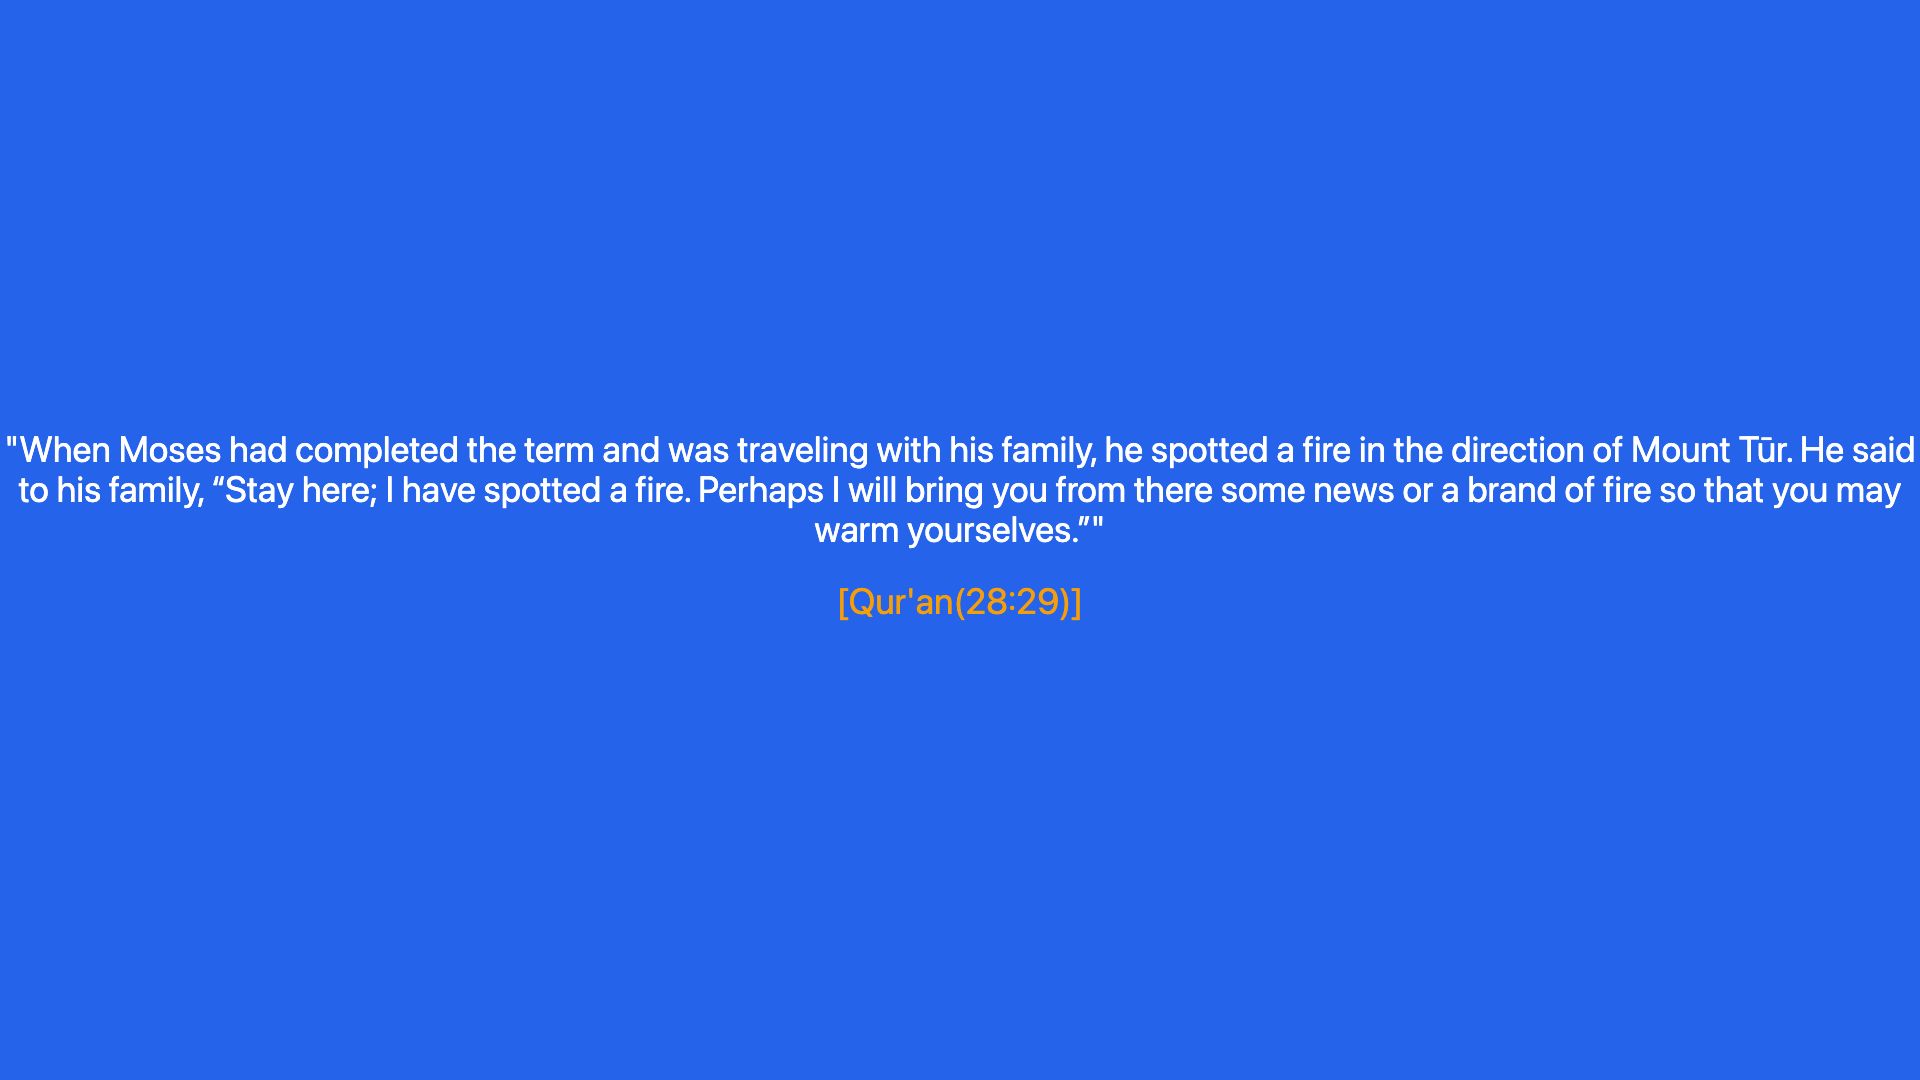 "When Moses had completed the term and was traveling with his family, he spotted a fire in the direction of Mount Tūr. He said
to his family, “Stay here; I have spotted a fire. Perhaps I will bring you from there some news or a brand of fire so that you may
warm yourselves.”"
[Qur'an(28:29)]